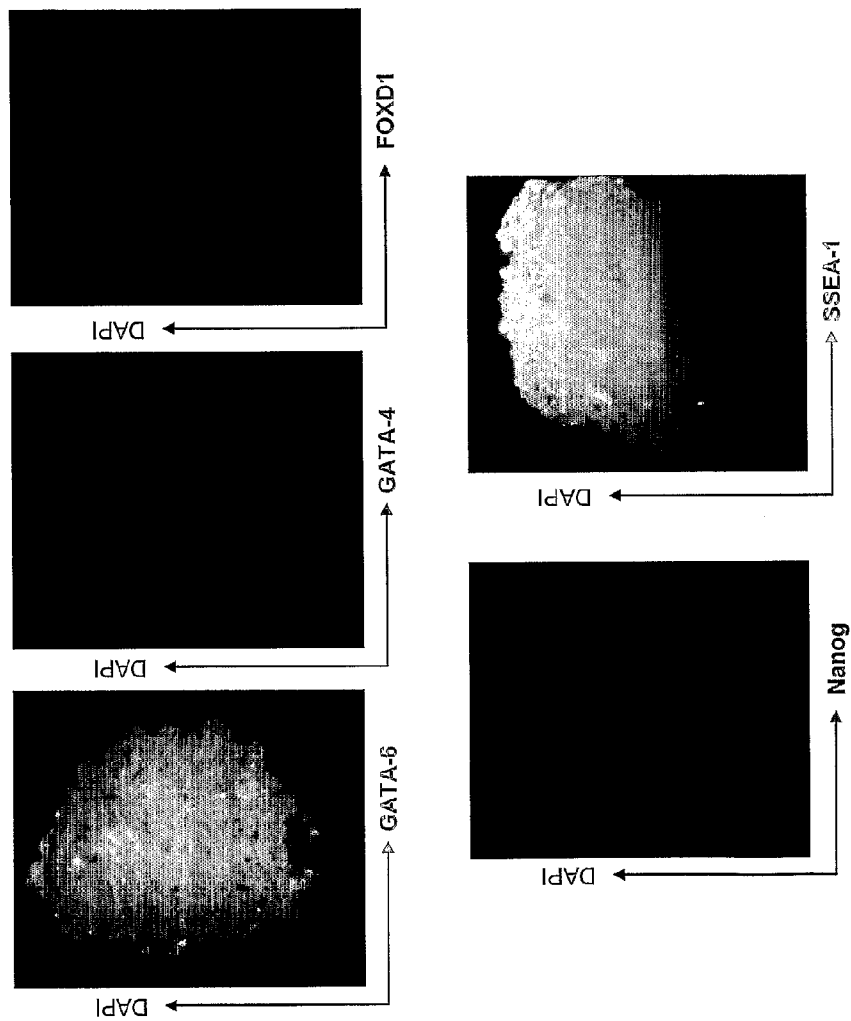 DAPI
FOXD1
DAPI
GATA-4
DAPI
GATA-6
DAPI
SSEA-1
DAPI
Nanog